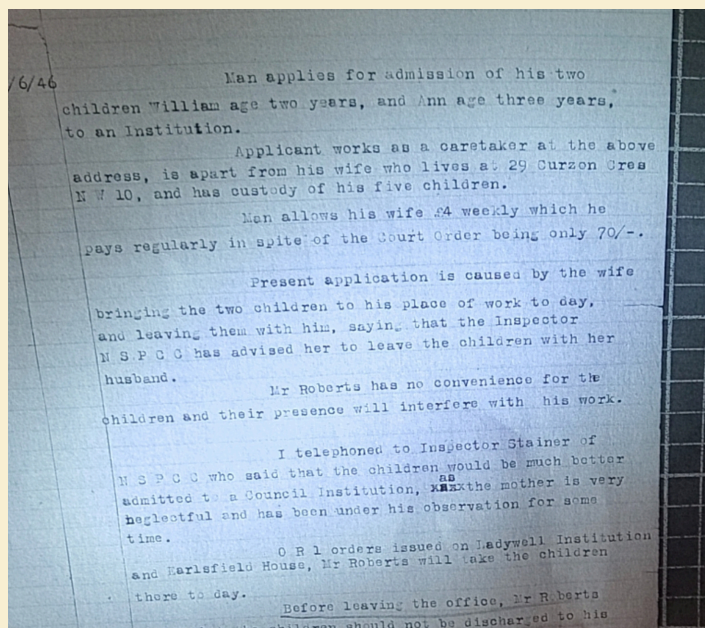 /6/46
Man applies for admission of his two
children William age two years, and Ann age three years,
to an Institution.
Applicant works as a caretaker at the above
address, is apart from his wife who lives at 29 Curzon Cres
N W 10, and has custody of his five children.
Man allows his wife £4 weekly which he
pays regularly in spite of the Court Order being only 70/-.
Present application is caused by the wife
bringing the two children to his place of work to day,
and leaving them with him, saying that the Inspector
N S P C C has advised her to leave the children with her
husband.
Mr Roberts has no convenience for the
children and their presence will interfere with his work.
I telephoned to Inspector Stainer of
N S P C C who said that the children would be much better
as
admitted to a Council Institution, xxxx the mother is very
neglectful and has been under his observation for some
time.
O R 1 orders issued on Ladywell Institution
and Earlsfield House, Mr Roberts will take the children
there to day.
Before leaving the office, Mr Roberts
children should not be discharged to his